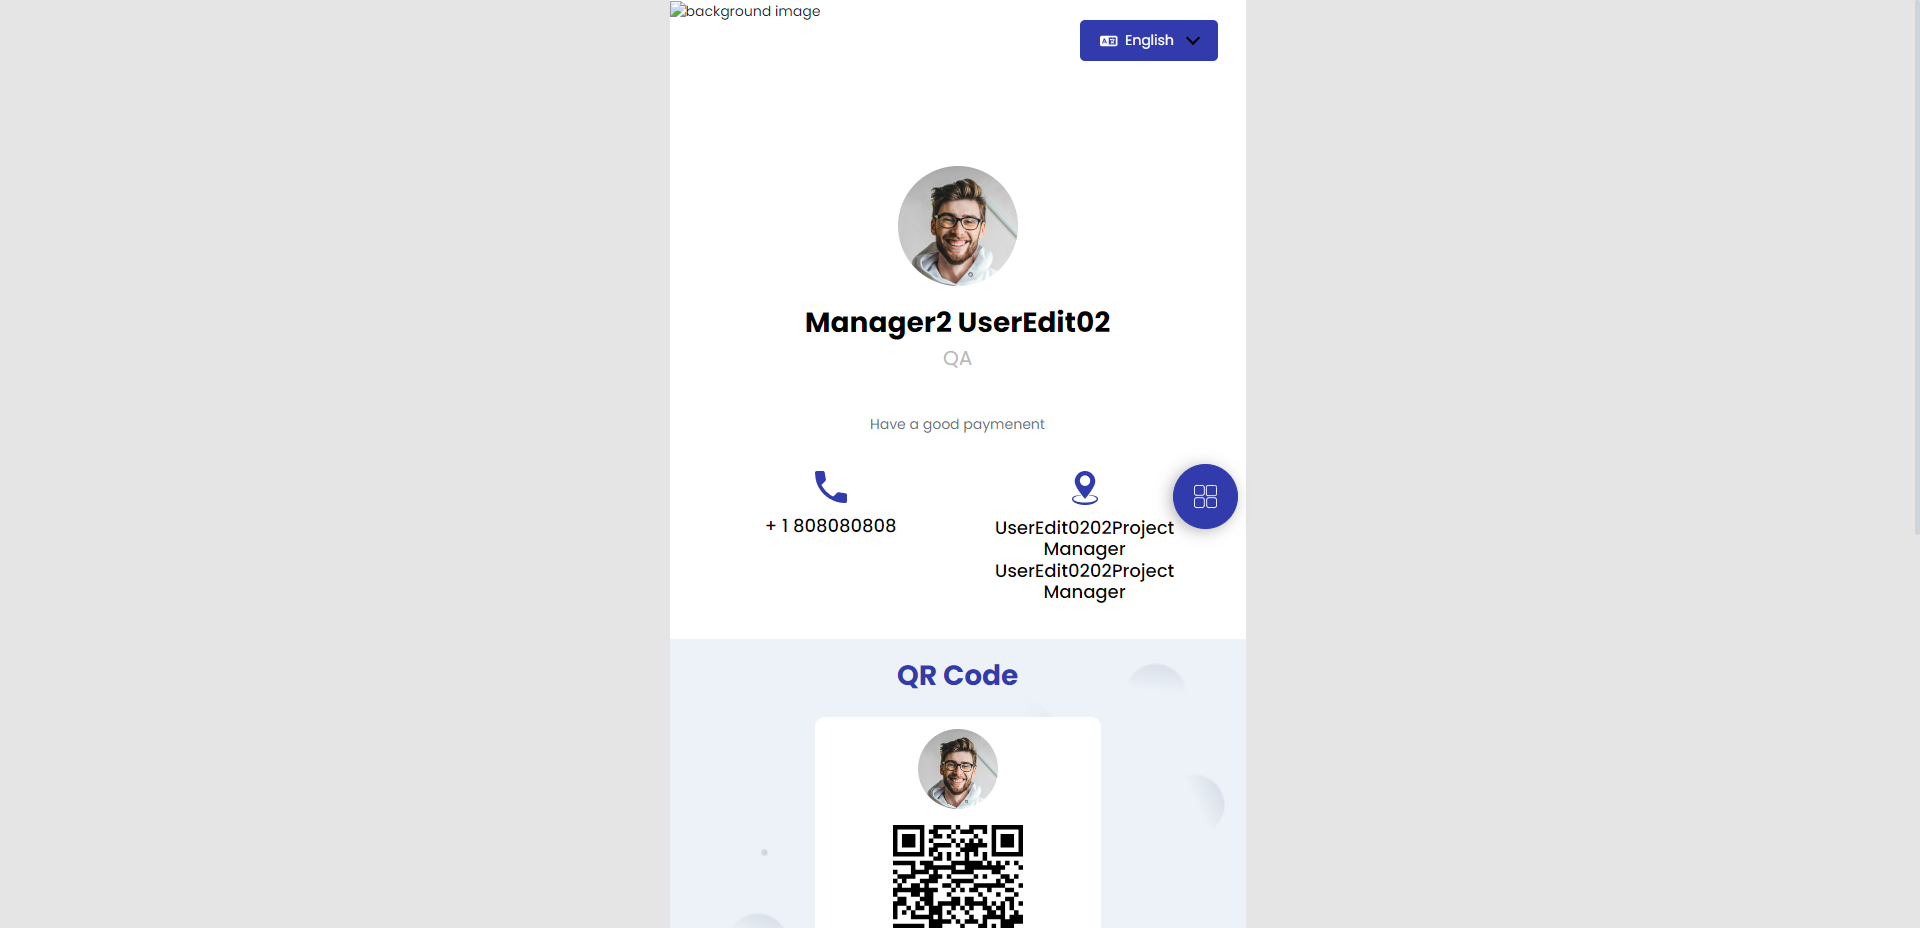 background image
English
Manager2 UserEdit02
QA
Have a good paymenent
+ 1 808080808
UserEdit0202Project
Manager
UserEdit0202Project
Manager
QR Code